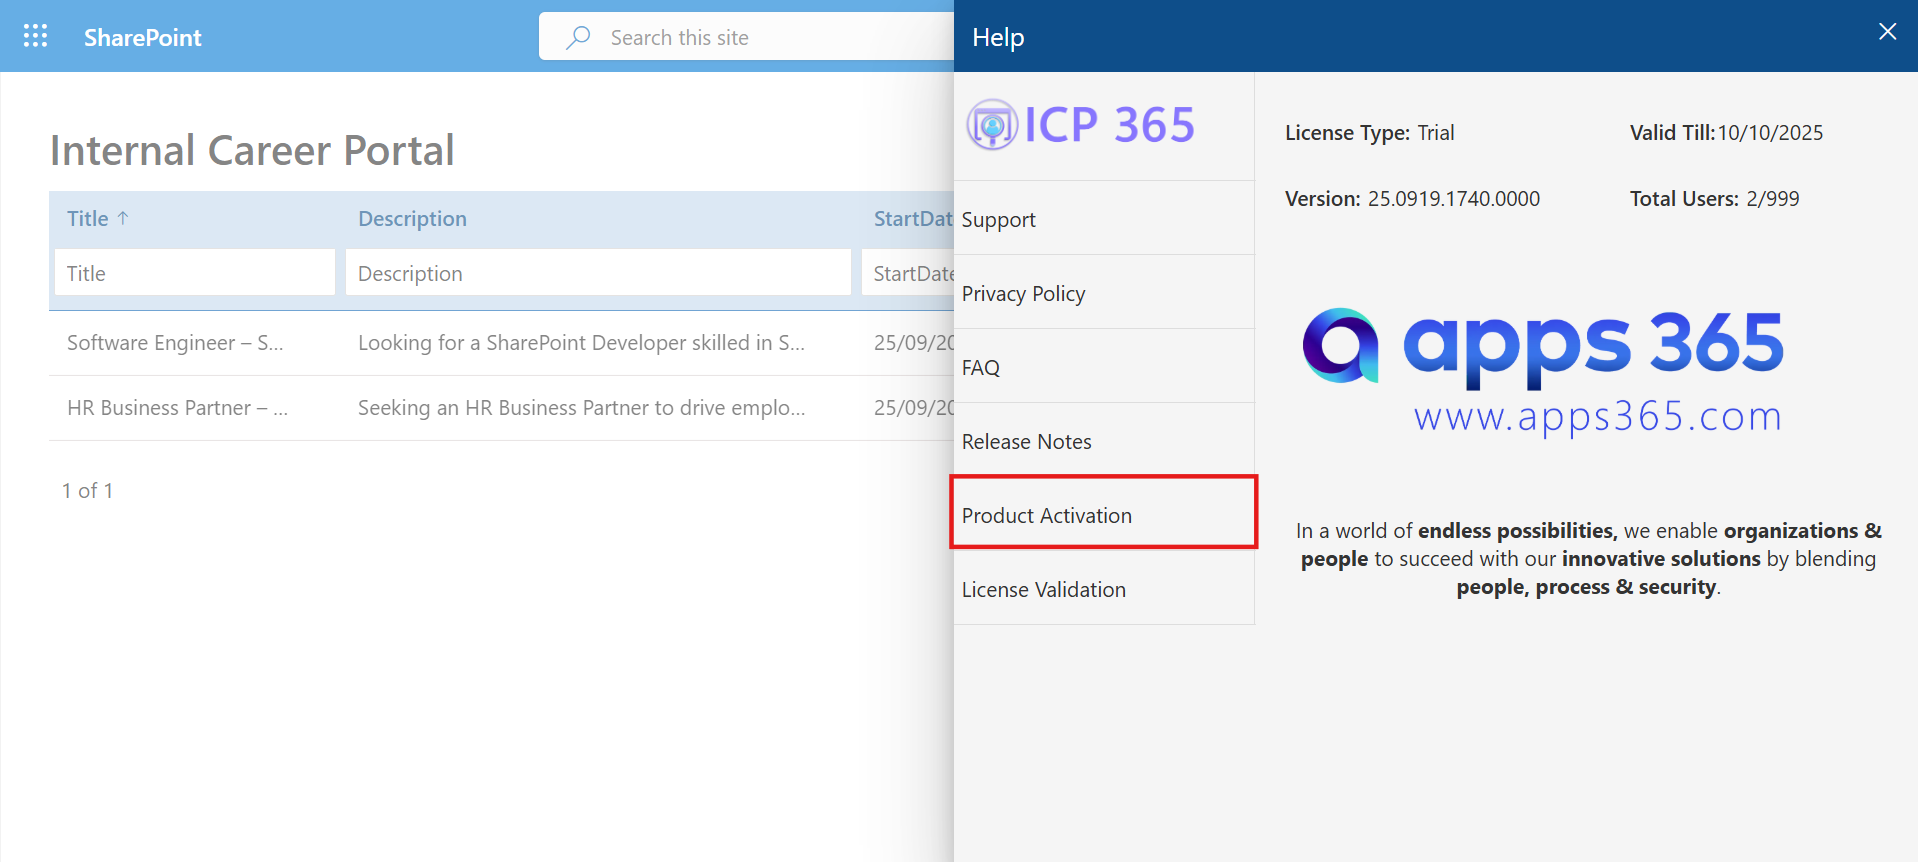 SharePoint
Search this site
Help
Internal Career Portal
Title ↑
Description
StartDat
Title
Description
StartDate
Software Engineer – S...
Looking for a SharePoint Developer skilled in S...
25/09/20
HR Business Partner – ...
Seeking an HR Business Partner to drive emplo...
25/09/20
1 of 1
ICP 365
Support
Privacy Policy
FAQ
Release Notes
Product Activation
License Validation
License Type: Trial
Valid Till:10/10/2025
Version: 25.0919.1740.0000
Total Users: 2/999
apps 365
www.apps365.com
In a world of endless possibilities, we enable organizations &
people to succeed with our innovative solutions by blending
people, process & security.